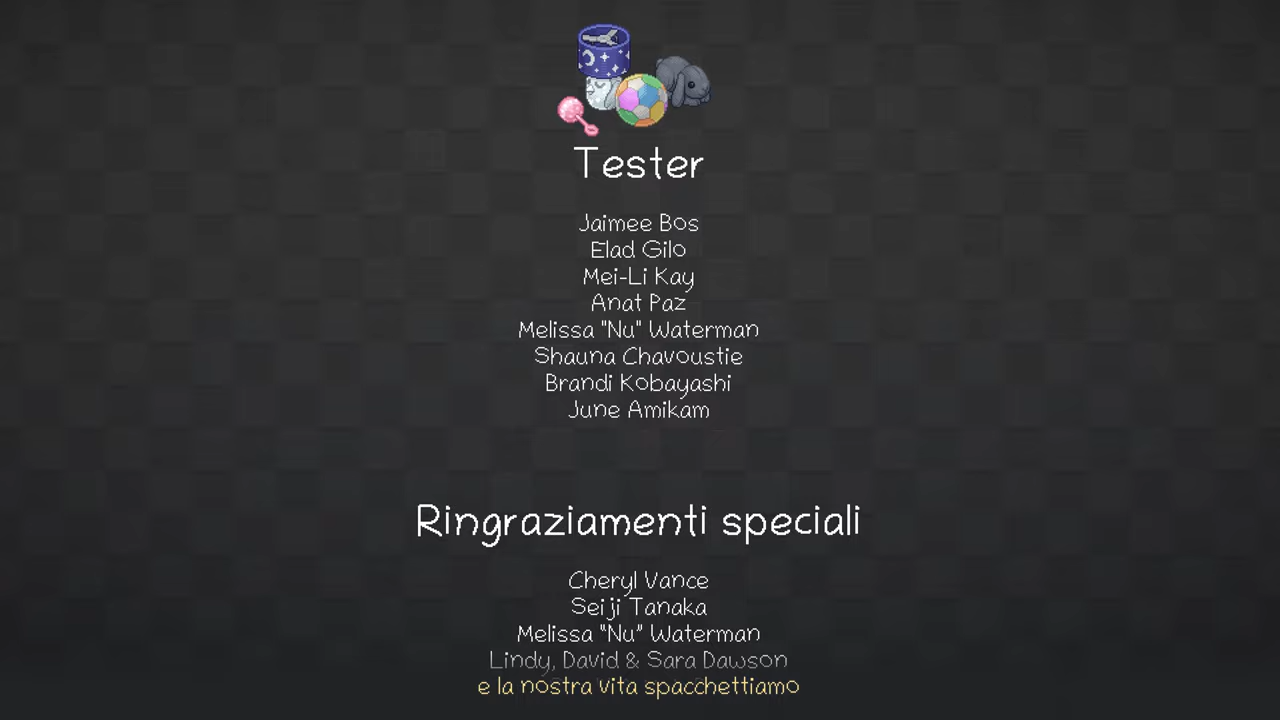 Tester
Jaimee Bos
Elad Gilo
Mei-Li Kay
Anat Paz
Melissa "Nu" Waterman
Shauna Chavoustie
Brandi Kobayashi
June Amikam
Ringraziamenti speciali
Cheryl Vance
Seiji Tanaka
Melissa "Nu" Waterman
Lindy, David & Sara Dawson
e la nostra vita spacchettiamo